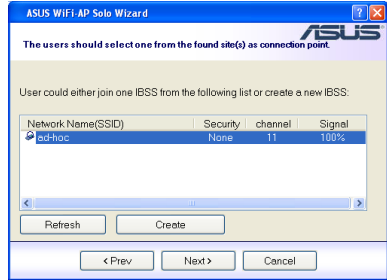 ASUS WiFi-AP Solo Wizard
The users should select one from the found site(s) as connection point.
ASUS
User could either join one IBSS from the following list or create a new IBSS:
Network Name(SSID) Security channel Signal
ad-hoc None 11 100%
Refresh Create
< Prev Next > Cancel